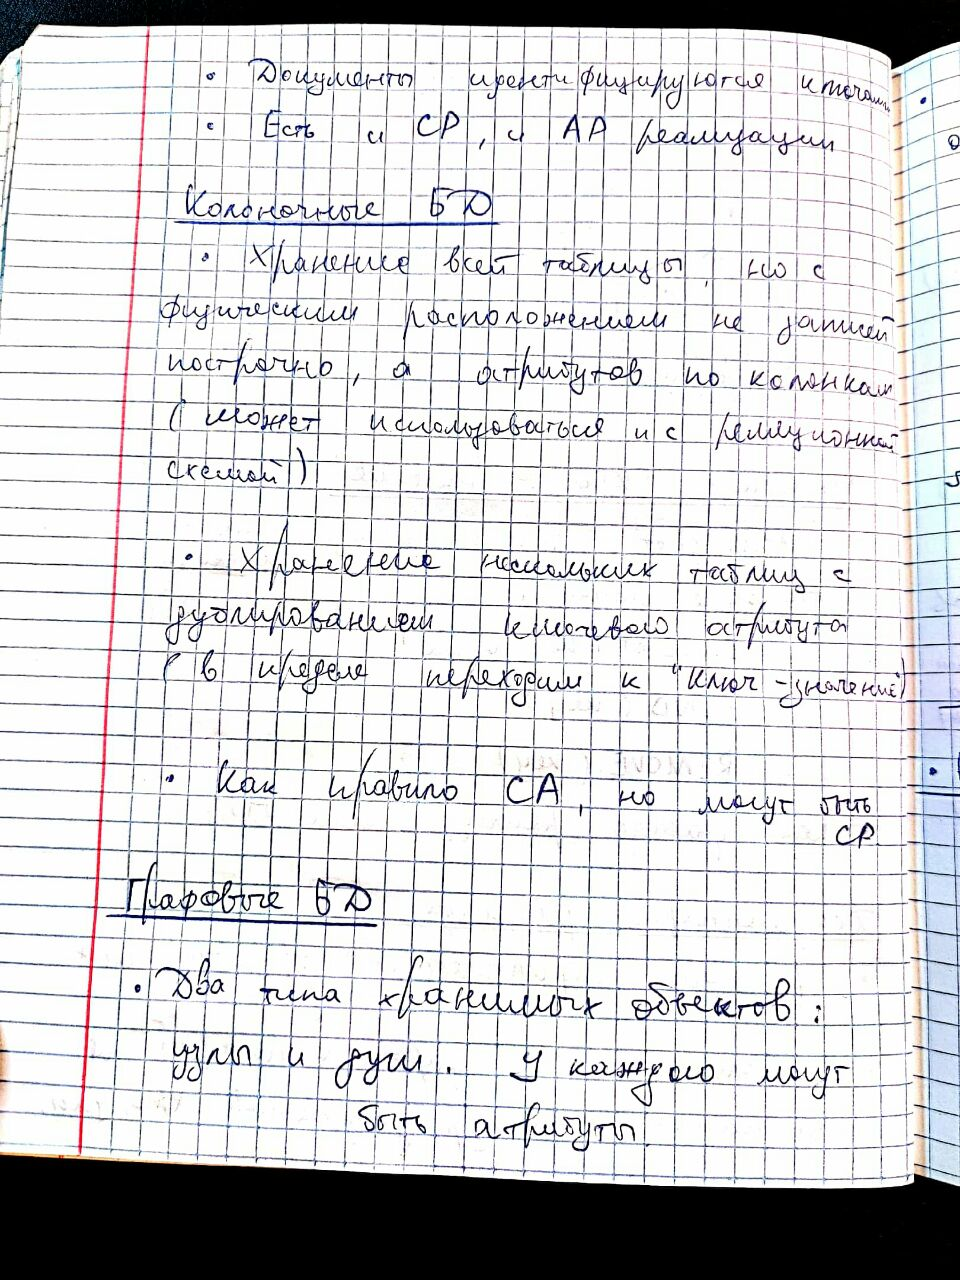 • Документы идентифицируются ключами
• Есть и CP, и AP реализации
Колоночные БД
• Хранение всей таблицы, но с
физическим расположением не записей
построчно, а атрибутов по колонкам
(может использоваться и с реляционной
схемой)
• Хранение нескольких таблиц с
дублированием ключевого атрибута
(в пределе переходим к "ключ-значение")
• Как правило CA, но могут быть
CP
Графовые БД
• Два типа хранимых объектов:
узлы и дуги. У каждого могут
быть атрибуты